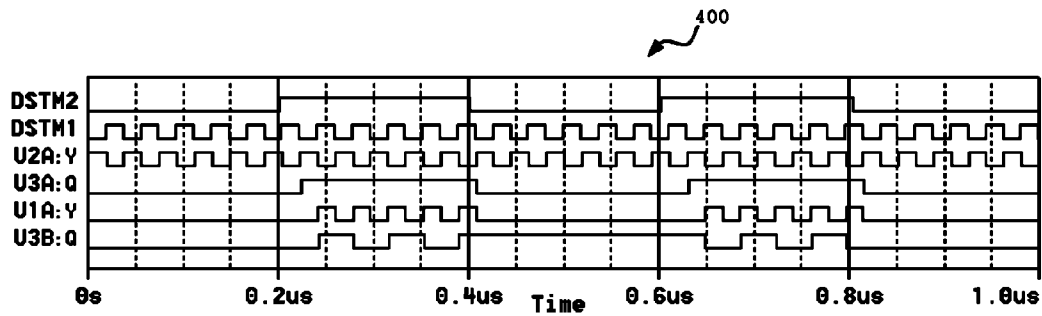 400
DSTM2
DSTM1
U2A:Y
U3A:Q
U1A:Y
U3B:Q
0s 0.2us 0.4us 0.6us 0.8us 1.0us
Time